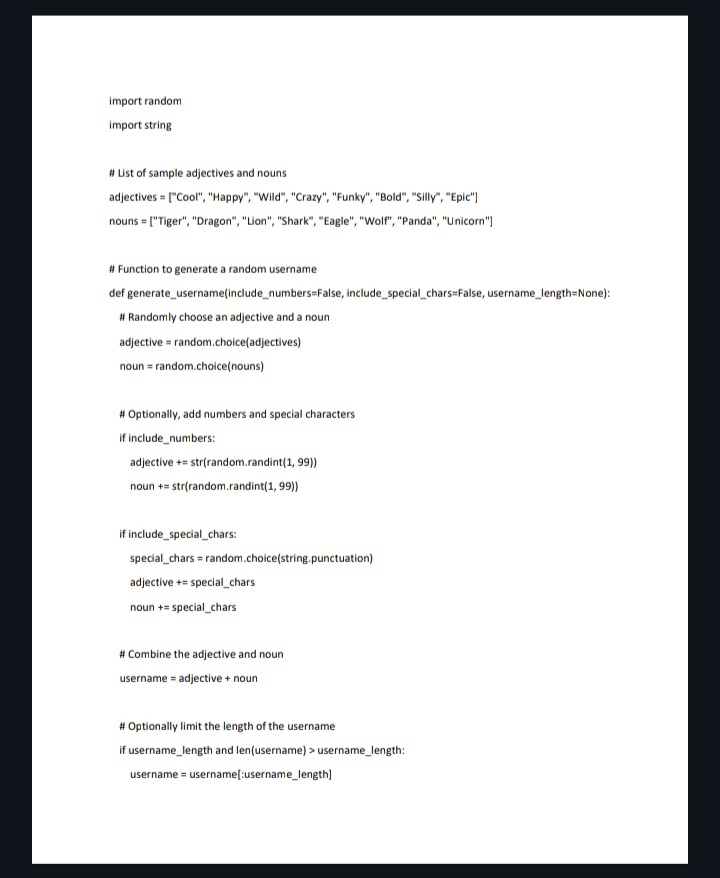 import random
import string
# List of sample adjectives and nouns
adjectives = ["Cool", "Happy", "Wild", "Crazy", "Funky", "Bold", "Silly", "Epic"]
nouns = ["Tiger", "Dragon", "Lion", "Shark", "Eagle", "Wolf", "Panda", "Unicorn"]
# Function to generate a random username
def generate_username(include_numbers=False, include_special_chars=False, username_length=None):
# Randomly choose an adjective and a noun
adjective = random.choice(adjectives)
noun = random.choice(nouns)
# Optionally, add numbers and special characters
if include_numbers:
adjective += str(random.randint(1, 99))
noun += str(random.randint(1, 99))
if include_special_chars:
special_chars = random.choice(string.punctuation)
adjective += special_chars
noun += special_chars
# Combine the adjective and noun
username = adjective + noun
# Optionally limit the length of the username
if username_length and len(username) > username_length:
username = username[:username_length]